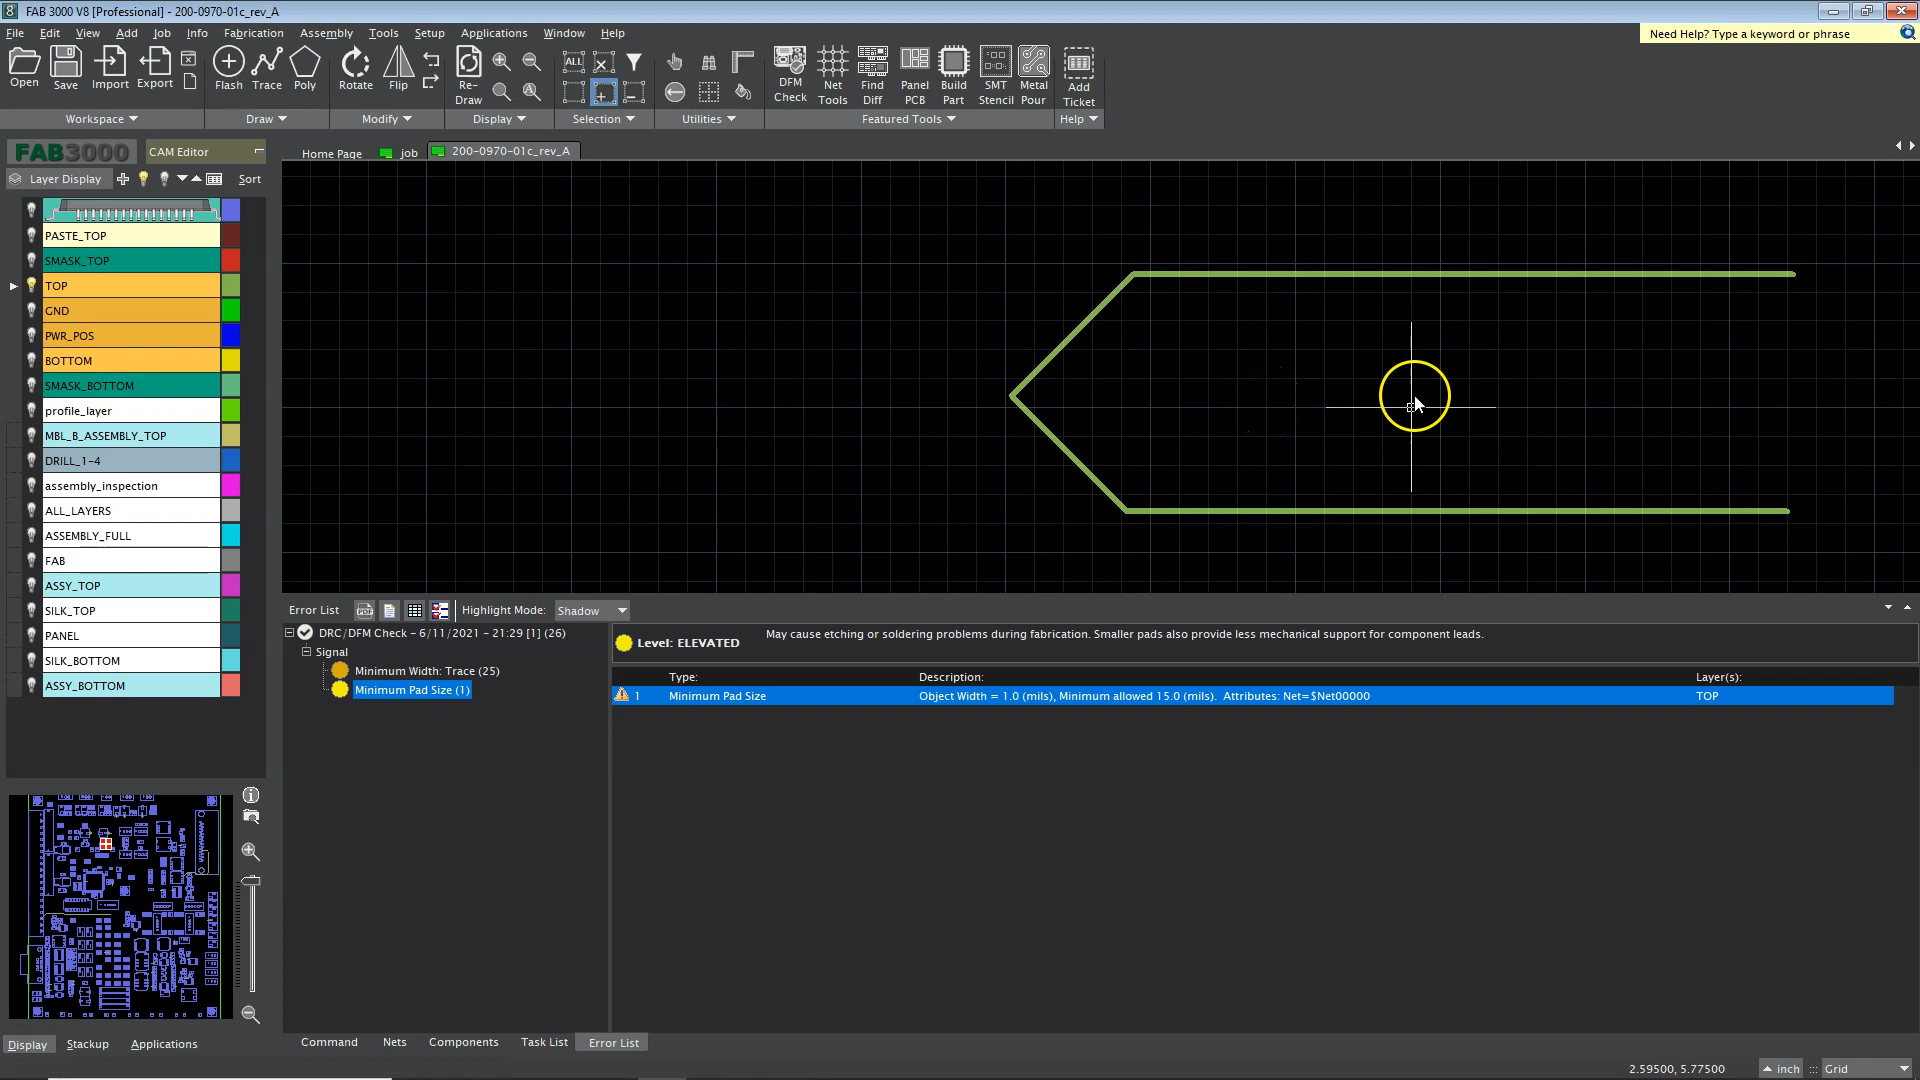 FAB 3000 V8 [Professional] - 200-0970-01c_rev_A
File Edit View Add Job Info Fabrication Assembly Tools Setup Applications Window Help
Need Help? Type a keyword or phrase
Open Save Import Export Flash Trace Poly Rotate Flip Re-Draw ALL DFM Check Net Tools Find Diff Panel PCB Build Part SMT Stencil Metal Pour Add Ticket
Workspace Draw Modify Display Selection Utilities Featured Tools Help
FAB3000 CAM Editor
Home Page job 200-0970-01c_rev_A
Layer Display Sort
PASTE_TOP
SMASK_TOP
TOP
GND
PWR_POS
BOTTOM
SMASK_BOTTOM
profile_layer
MBL_B_ASSEMBLY_TOP
DRILL_1-4
assembly_inspection
ALL_LAYERS
ASSEMBLY_FULL
FAB
ASSY_TOP
SILK_TOP
PANEL
SILK_BOTTOM
ASSY_BOTTOM
Error List PDF Highlight Mode: Shadow
DRC/DFM Check - 6/11/2021 - 21:29 [1] (26)
Signal
Minimum Width: Trace (25)
Minimum Pad Size (1)
Level: ELEVATED May cause etching or soldering problems during fabrication. Smaller pads also provide less mechanical support for component leads.
Type: Description: Layer(s):
1 Minimum Pad Size Object Width = 1.0 (mils), Minimum allowed 15.0 (mils). Attributes: Net=$Net00000 TOP
Display Stackup Applications
Command Nets Components Task List Error List
2.59500, 5.77500 inch Grid